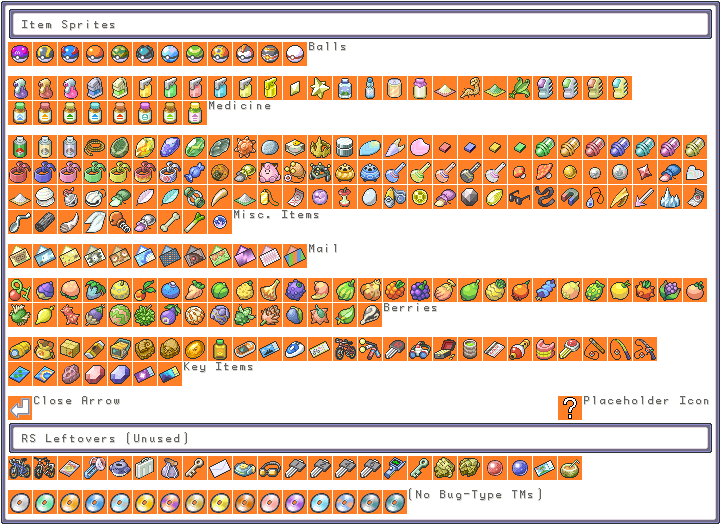 Item Sprites
Balls
Medicine
Misc. Items
Mail
Berries
Key Items
Close Arrow
? Placeholder Icon
RS Leftovers (Unused)
(No Bug-Type TMs)